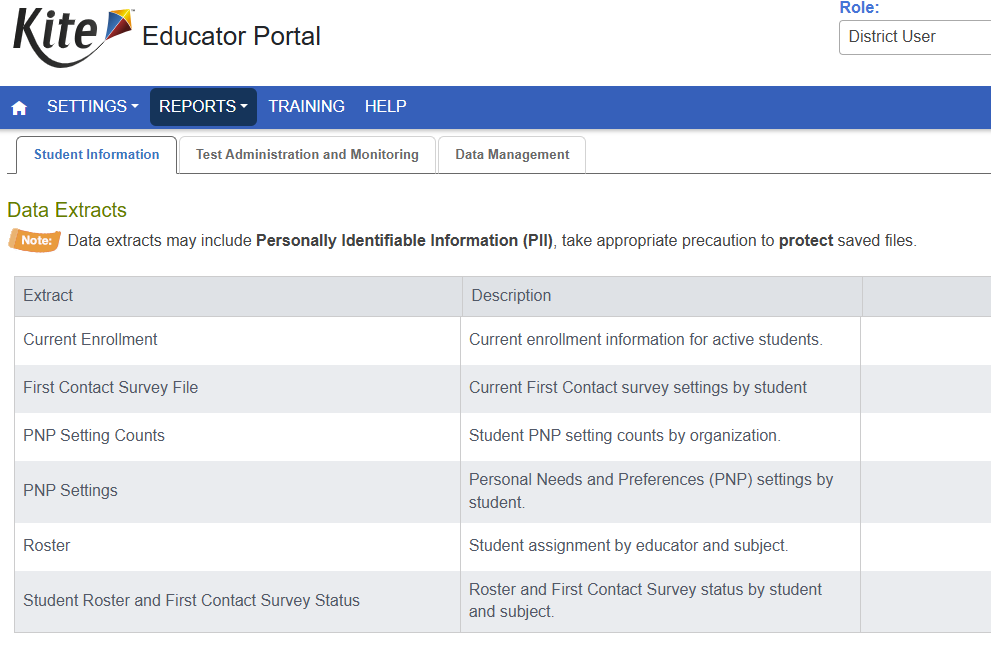 Kite™ Educator Portal
Role:
District User
SETTINGS REPORTS TRAINING HELP
Student Information Test Administration and Monitoring Data Management
Data Extracts
Note: Data extracts may include Personally Identifiable Information (PII), take appropriate precaution to protect saved files.
Extract Description
Current Enrollment Current enrollment information for active students.
First Contact Survey File Current First Contact survey settings by student
PNP Setting Counts Student PNP setting counts by organization.
PNP Settings Personal Needs and Preferences (PNP) settings by
student.
Roster Student assignment by educator and subject.
Student Roster and First Contact Survey Status Roster and First Contact Survey status by student
and subject.